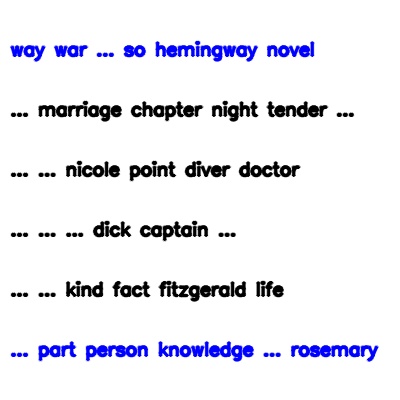 way war ... so hemingway novel
... marriage chapter night tender ...
... ... nicole point diver doctor
... ... ... dick captain ...
... ... kind fact fitzgerald life
... part person knowledge ... rosemary